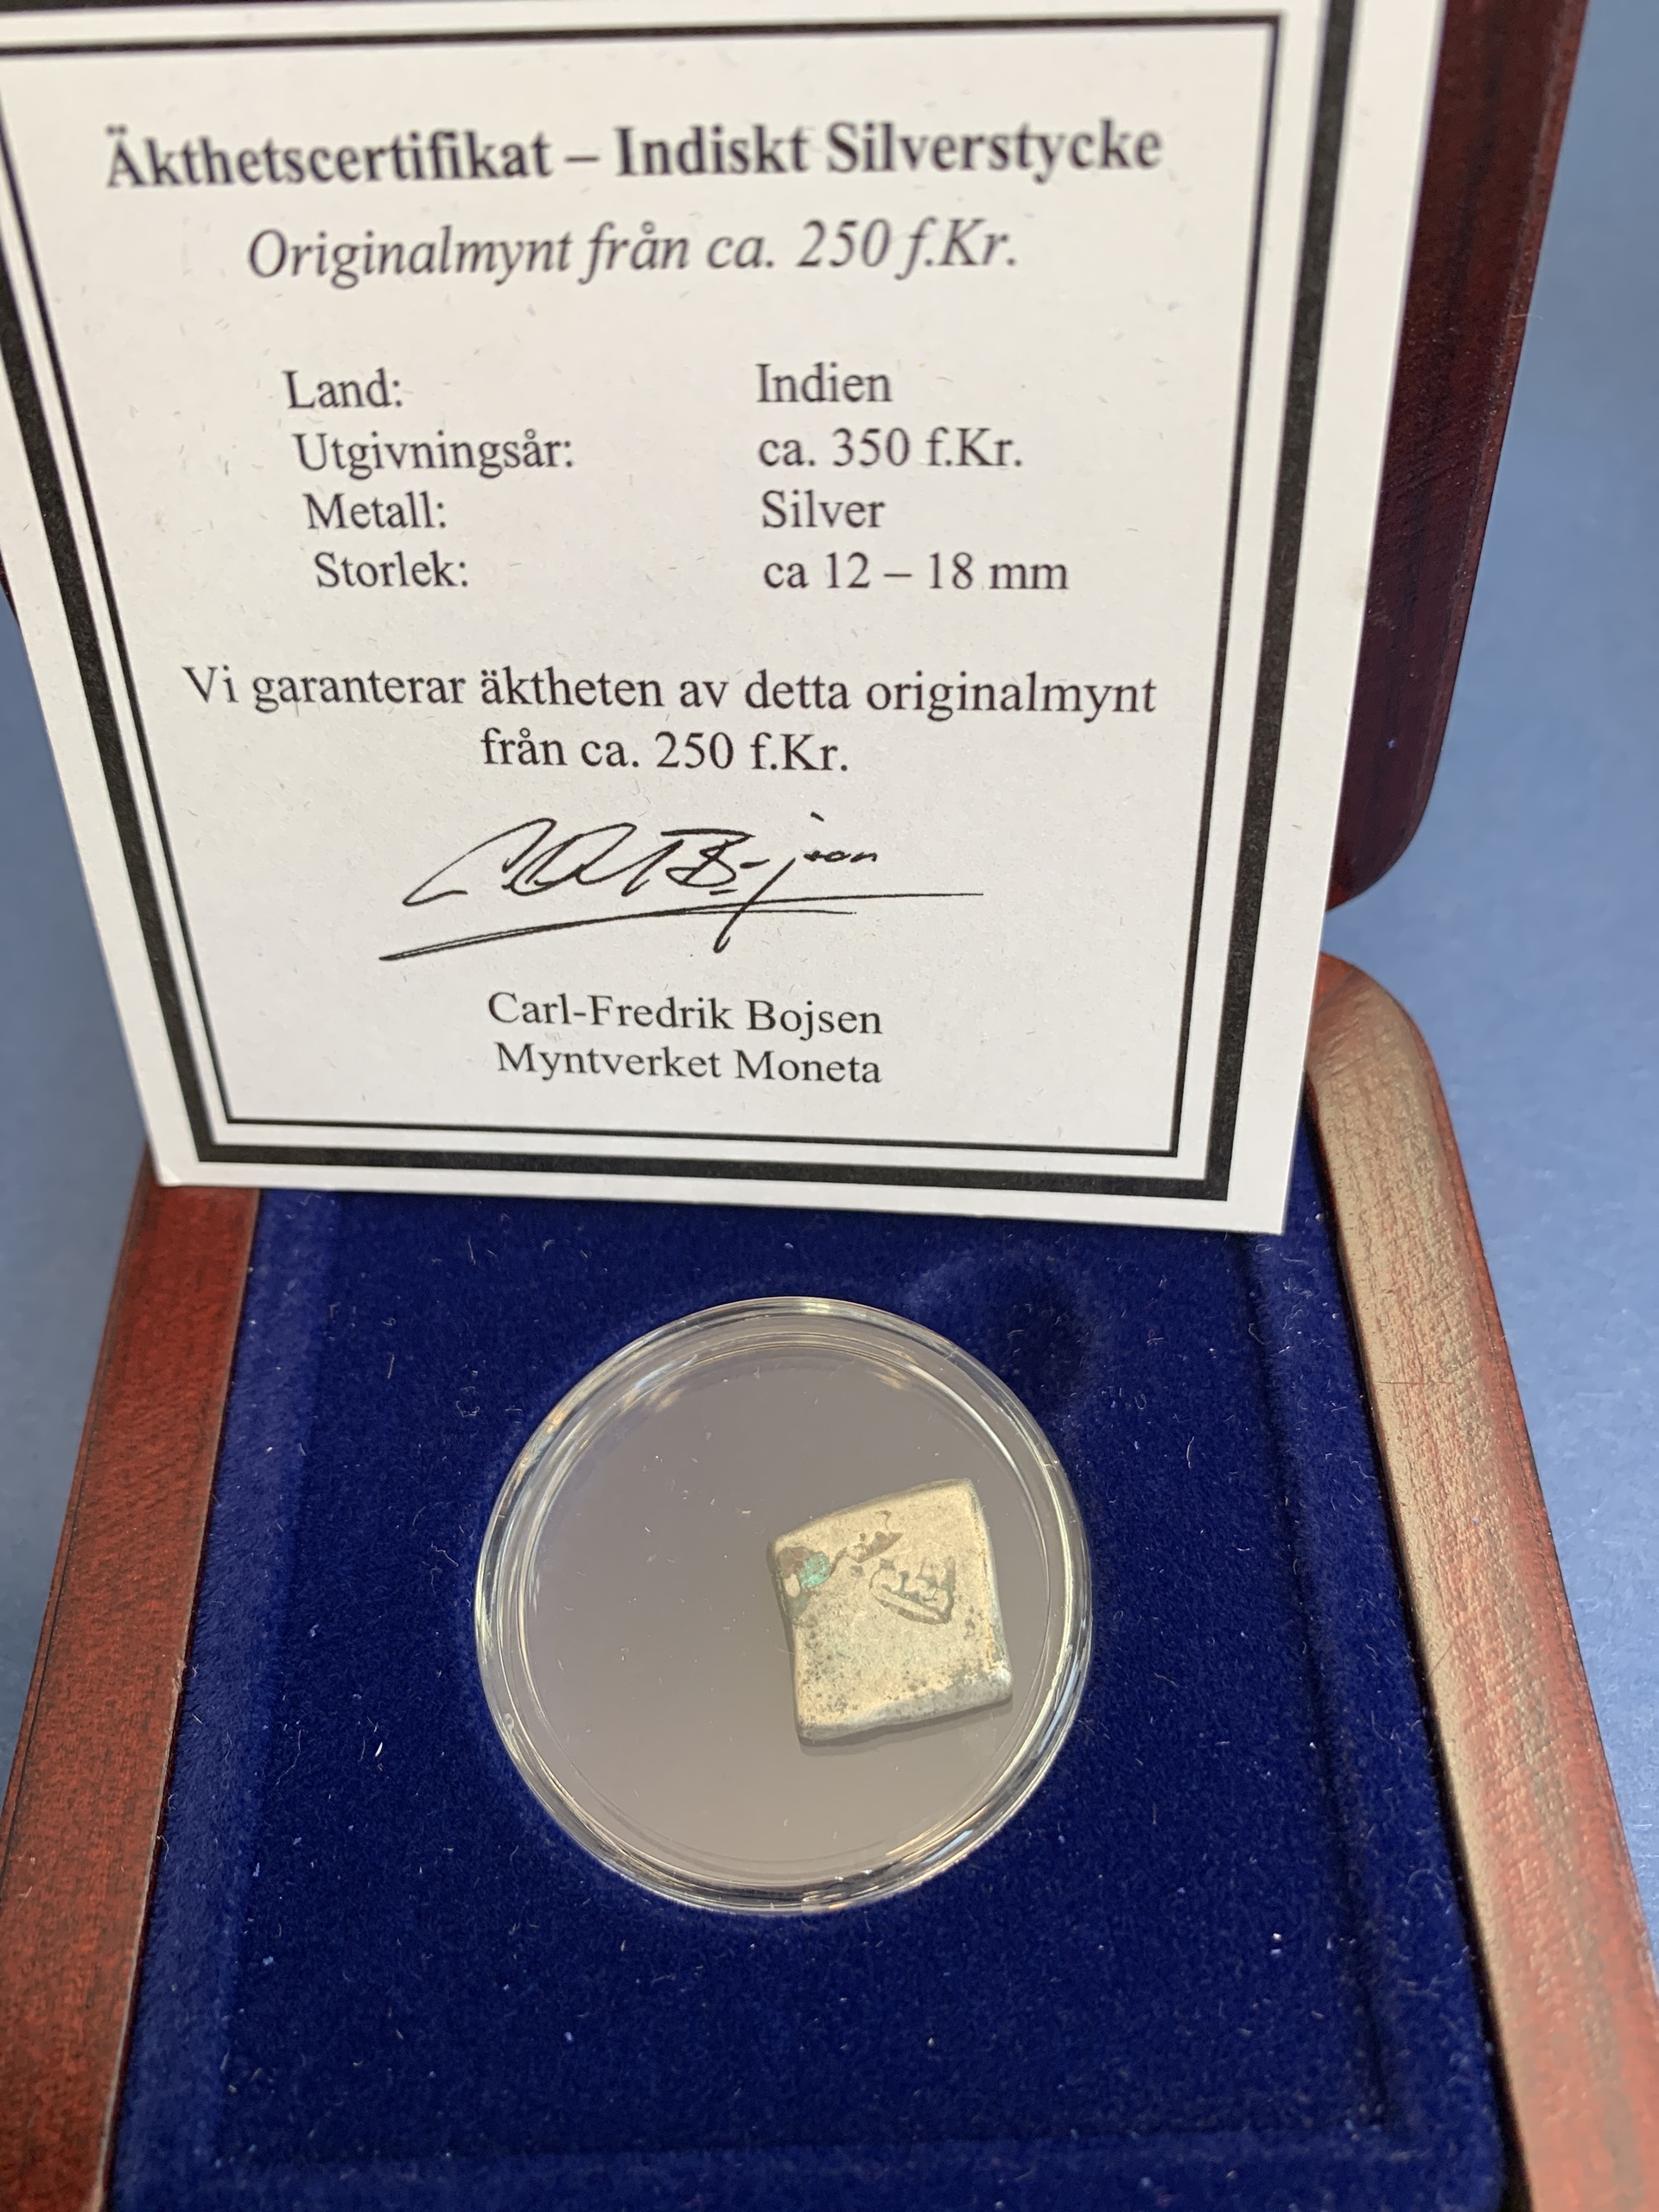 Äkthetscertifikat – Indiskt Silverstycke
Originalmynt från ca. 250 f.Kr.
Land: Indien
Utgivningsår: ca. 350 f.Kr.
Metall: Silver
Storlek: ca 12 – 18 mm
Vi garanterar äktheten av detta originalmynt
från ca. 250 f.Kr.
Carl-Fredrik Bojsen
Myntverket Moneta